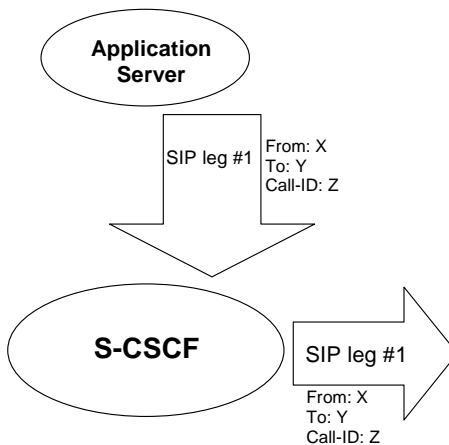 Application
Server
SIP leg #1
From: X
To: Y
Call-ID: Z
S-CSCF
SIP leg #1
From: X
To: Y
Call-ID: Z